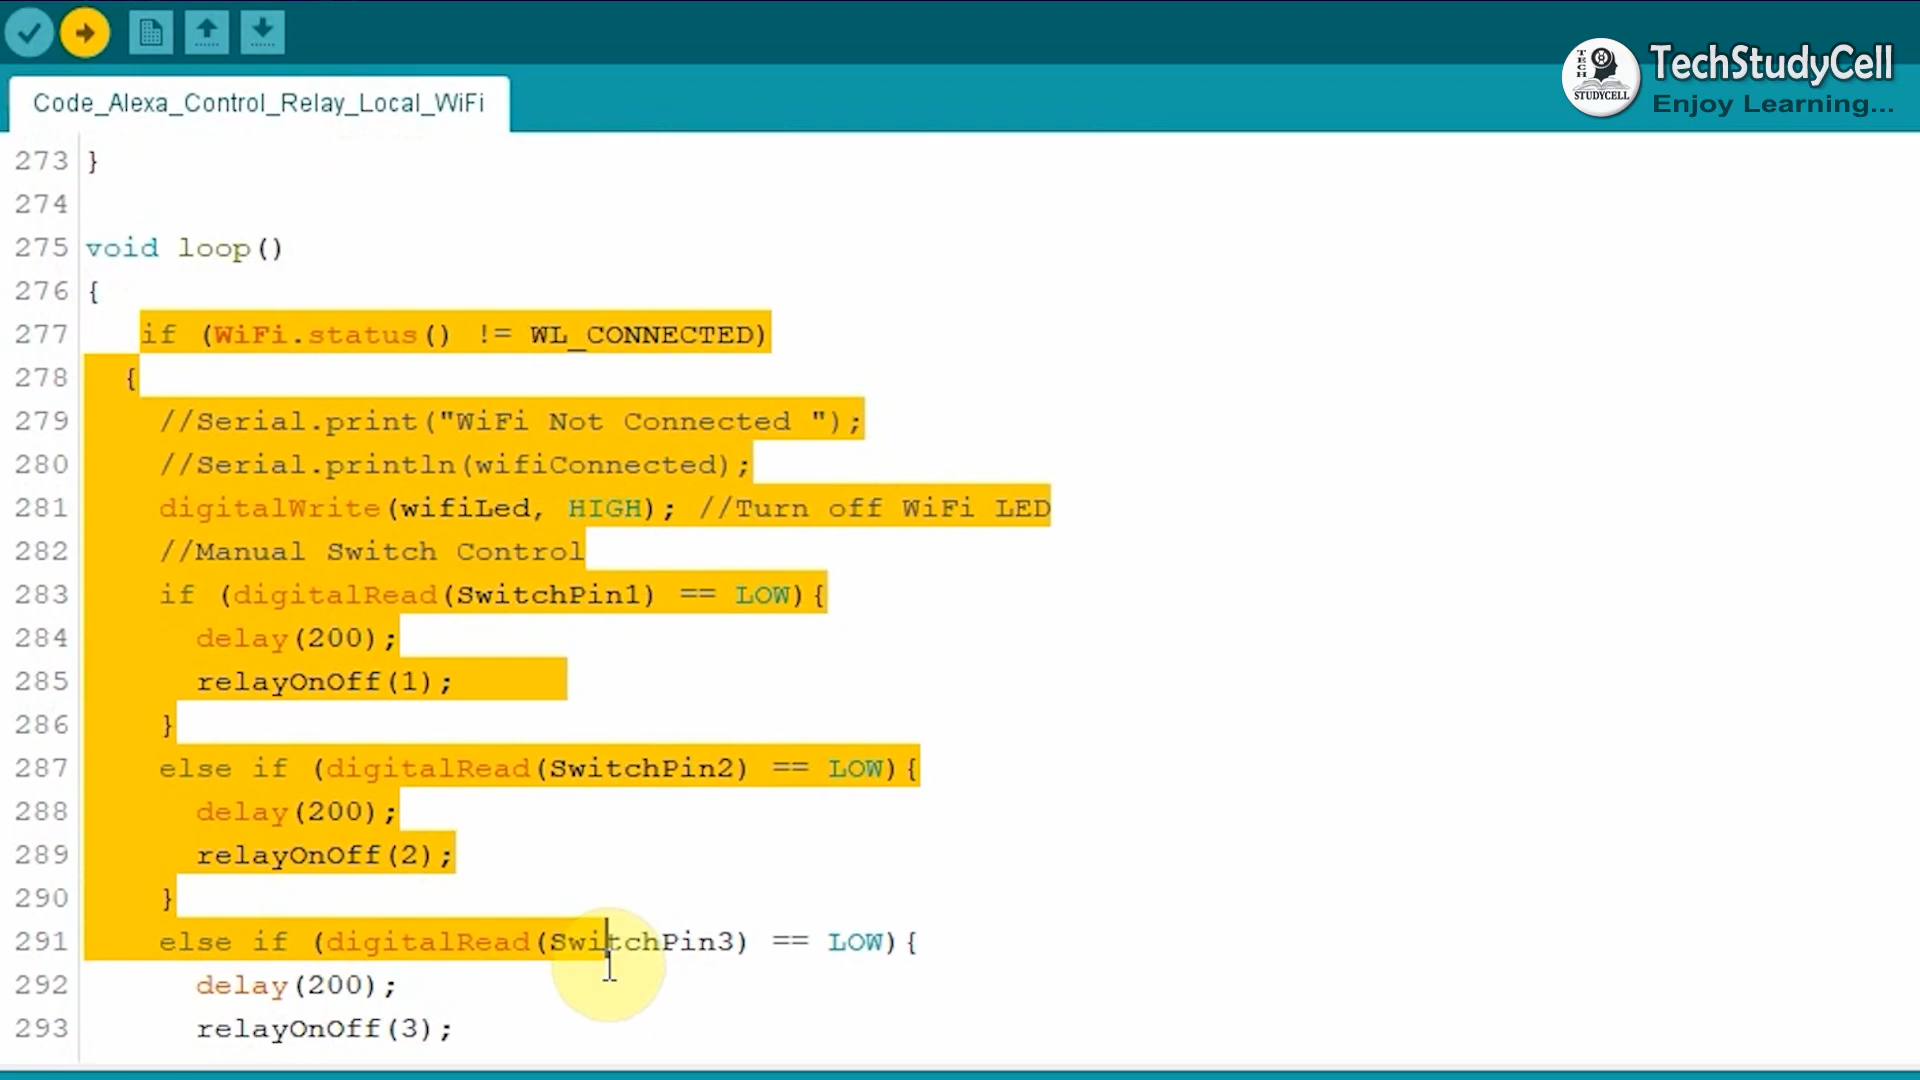 TECH
STUDYCELL
TechStudyCell
Enjoy Learning...
Code_Alexa_Control_Relay_Local_WiFi
273 }
274
275 void loop()
276 {
277 if (WiFi.status() != WL_CONNECTED)
278 {
279 //Serial.print("WiFi Not Connected ");
280 //Serial.println(wifiConnected);
281 digitalWrite(wifiLed, HIGH); //Turn off WiFi LED
282 //Manual Switch Control
283 if (digitalRead(SwitchPin1) == LOW){
284 delay(200);
285 relayOnOff(1);
286 }
287 else if (digitalRead(SwitchPin2) == LOW){
288 delay(200);
289 relayOnOff(2);
290 }
291 else if (digitalRead(SwitchPin3) == LOW){
292 delay(200);
293 relayOnOff(3);